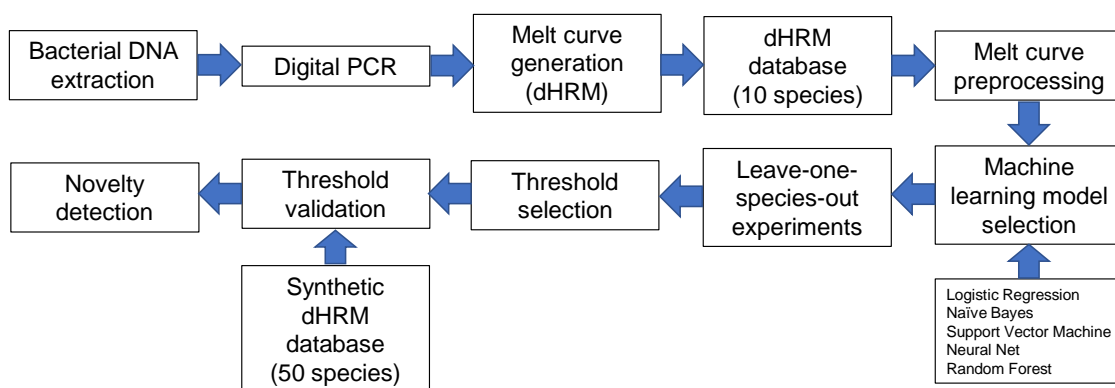 Bacterial DNA
extraction
Digital PCR
Melt curve
generation
(dHRM)
dHRM
database
(10 species)
Melt curve
preprocessing
Machine
learning model
selection
Logistic Regression
Naïve Bayes
Support Vector Machine
Neural Net
Random Forest
Leave-one-
species-out
experiments
Threshold
selection
Threshold
validation
Synthetic
dHRM
database
(50 species)
Novelty
detection